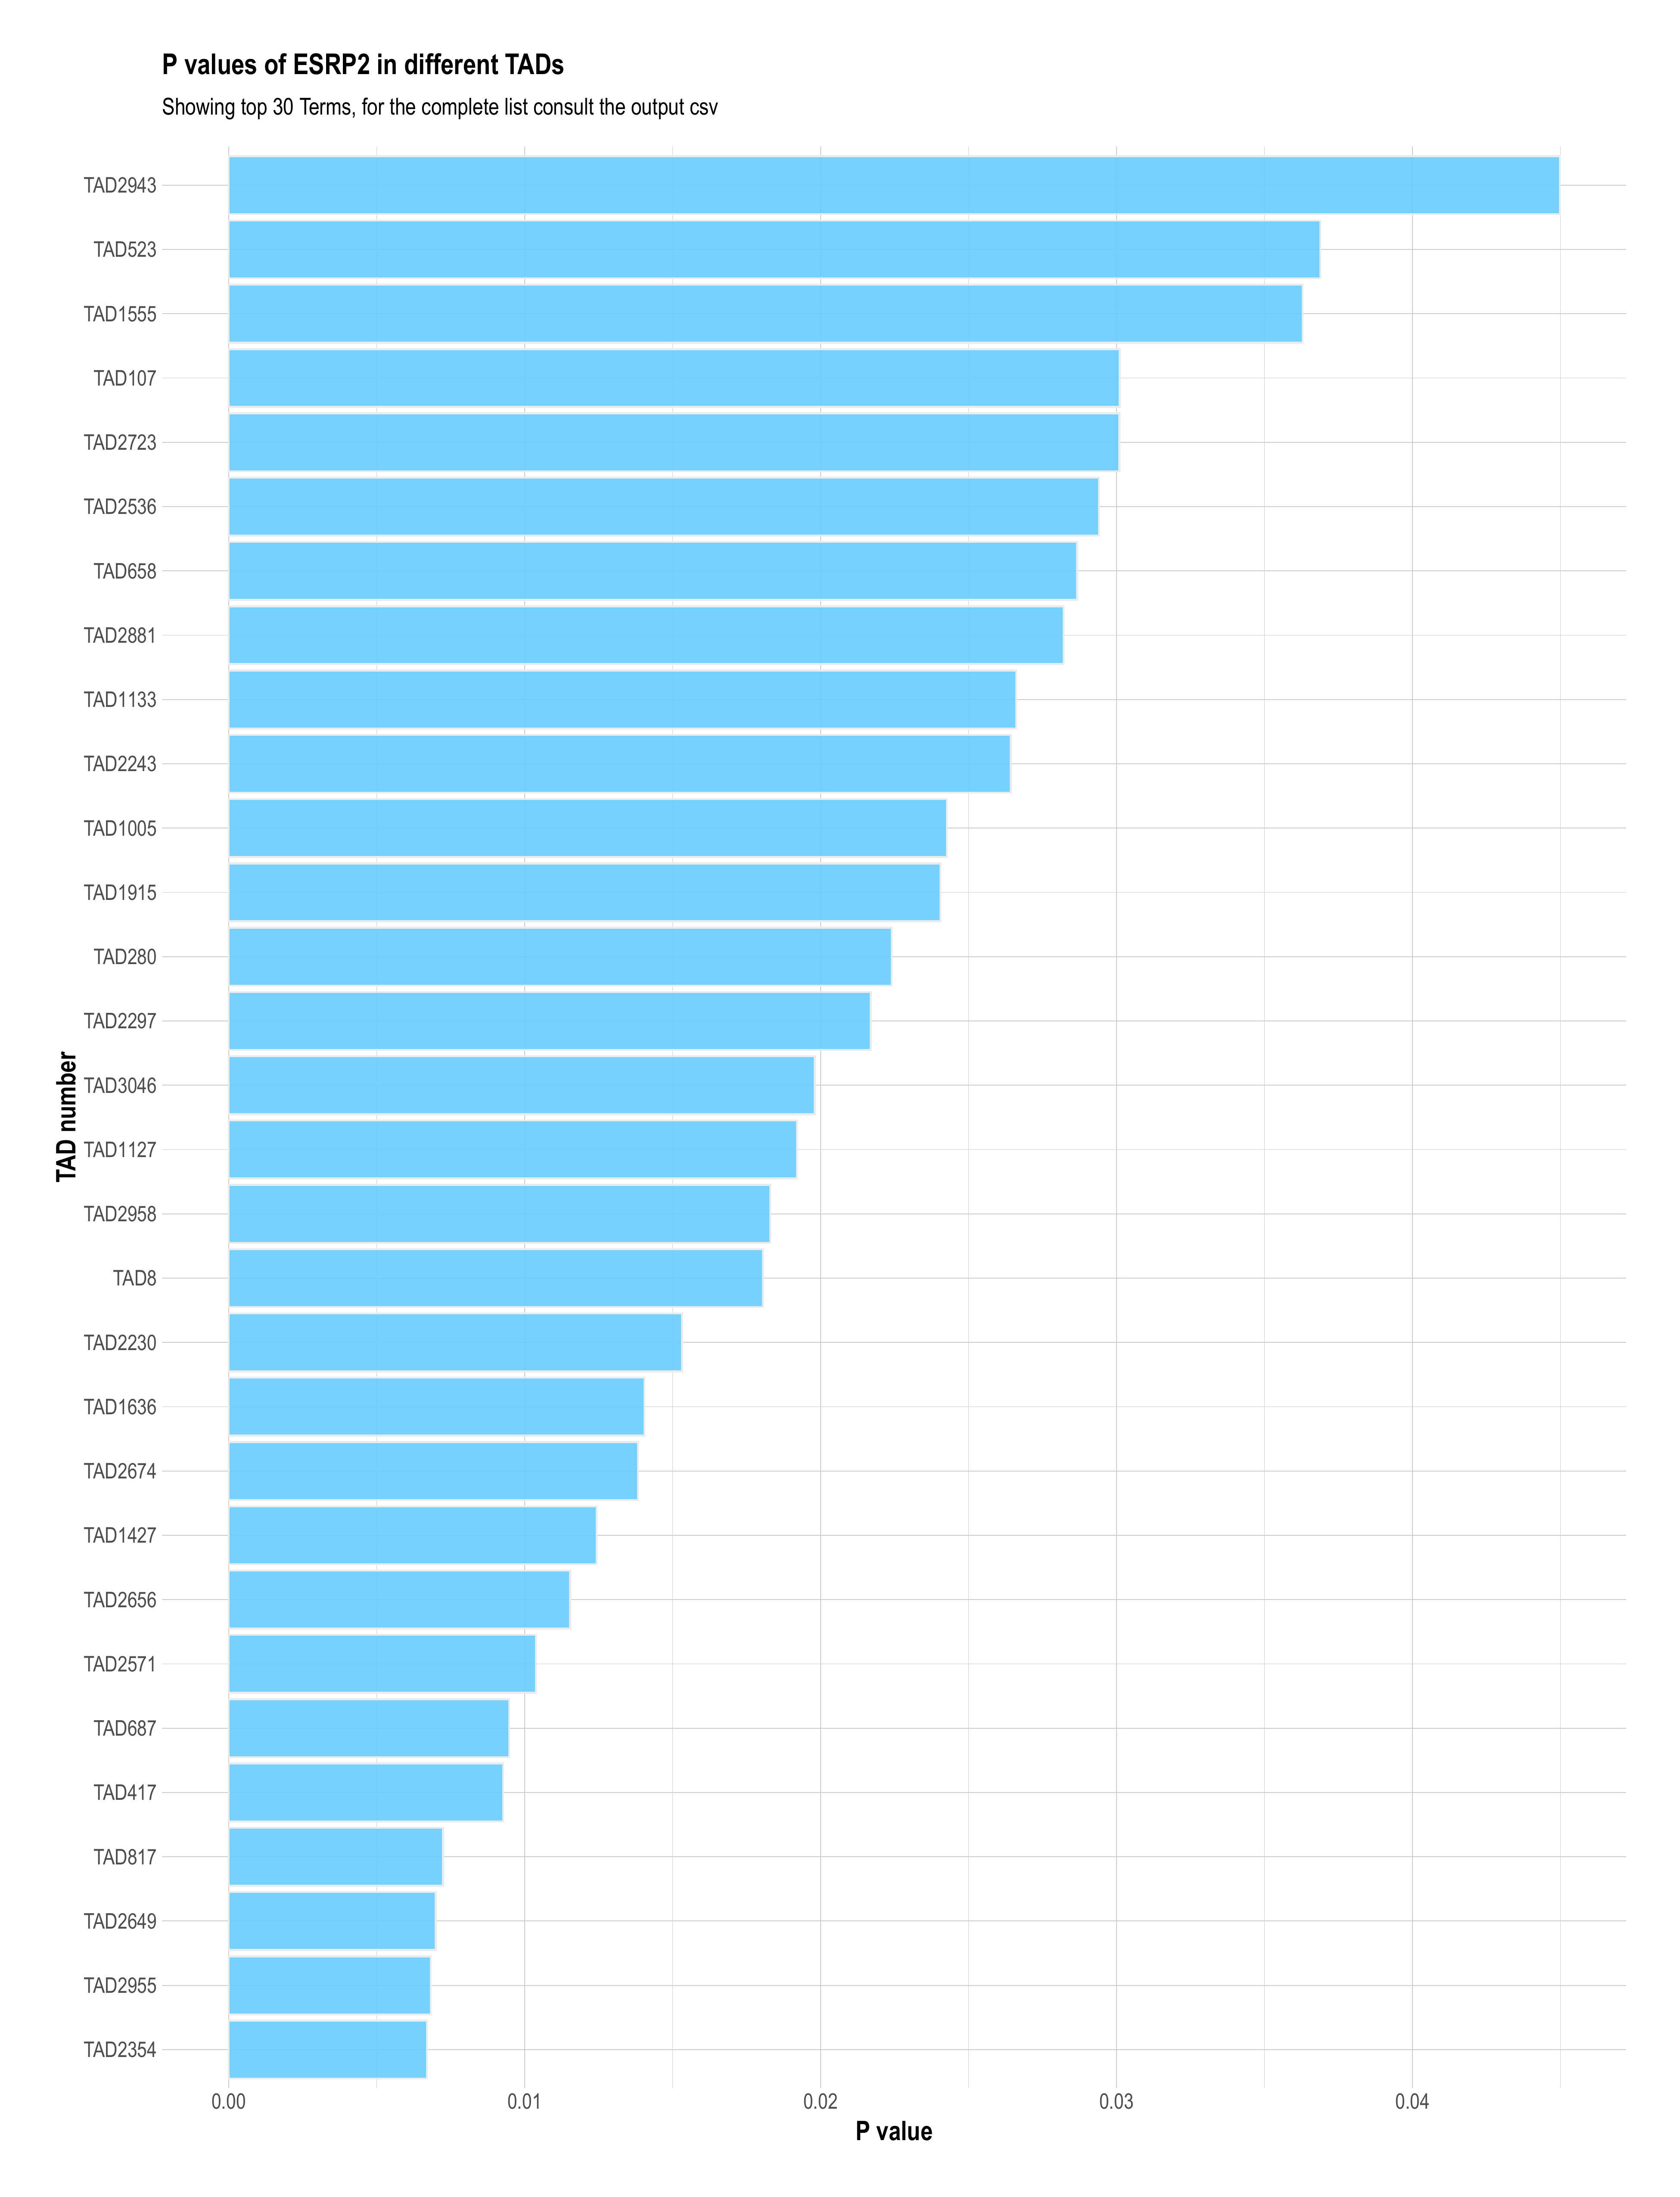 P values of ESRP2 in different TADs
Showing top 30 Terms, for the complete list consult the output csv
TAD2943
TAD523
TAD1555
TAD107
TAD2723
TAD2536
TAD658
TAD2881
TAD1133
TAD2243
TAD1005
TAD1915
TAD280
TAD2297
TAD3046
TAD1127
TAD2958
TAD8
TAD2230
TAD1636
TAD2674
TAD1427
TAD2656
TAD2571
TAD687
TAD417
TAD817
TAD2649
TAD2955
TAD2354
TAD number
0.00 0.01 0.02 0.03 0.04
P value